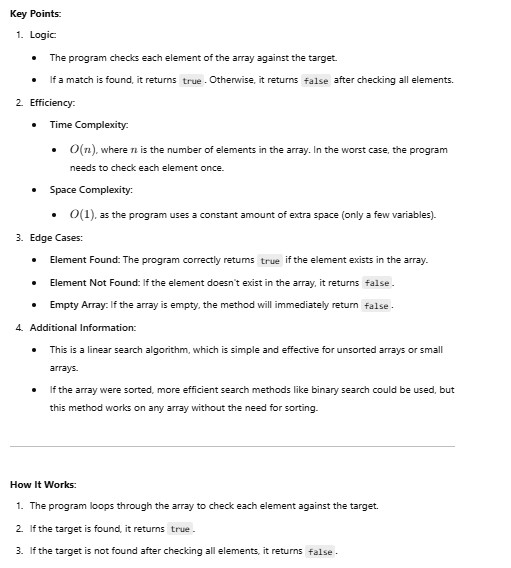 Key Points:
1. Logic:
• The program checks each element of the array against the target.
• If a match is found, it returns true. Otherwise, it returns false after checking all elements.
2. Efficiency:
• Time Complexity:
• O(n), where n is the number of elements in the array. In the worst case, the program
needs to check each element once.
• Space Complexity:
• O(1), as the program uses a constant amount of extra space (only a few variables).
3. Edge Cases:
• Element Found: The program correctly returns true if the element exists in the array.
• Element Not Found: If the element doesn't exist in the array, it returns false.
• Empty Array: If the array is empty, the method will immediately return false.
4. Additional Information:
• This is a linear search algorithm, which is simple and effective for unsorted arrays or small
arrays.
• If the array were sorted, more efficient search methods like binary search could be used, but
this method works on any array without the need for sorting.
How It Works:
1. The program loops through the array to check each element against the target.
2. If the target is found, it returns true.
3. If the target is not found after checking all elements, it returns false.